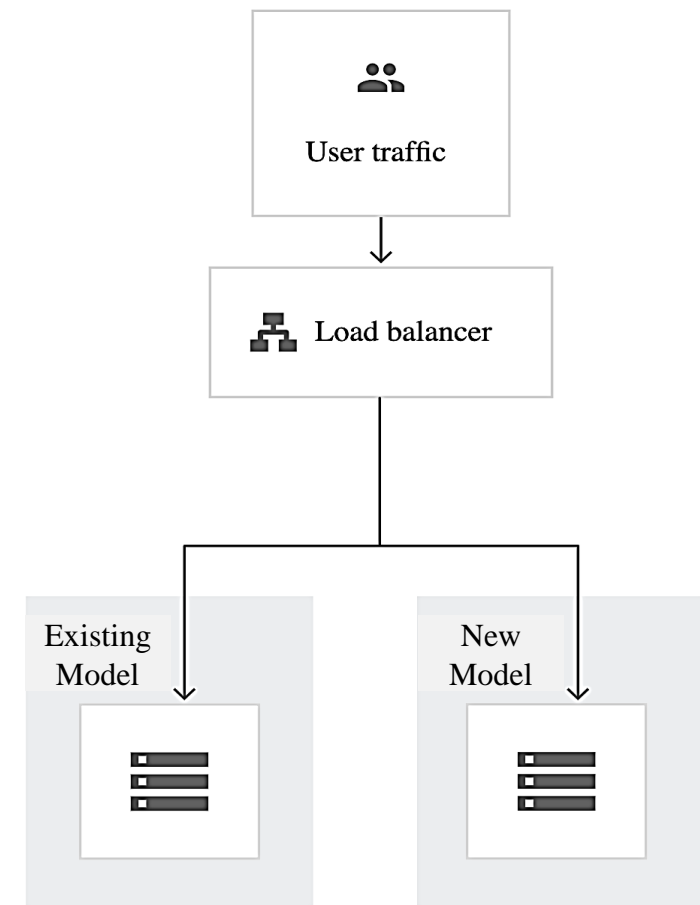 User traffic
Load balancer
Existing
Model
New
Model